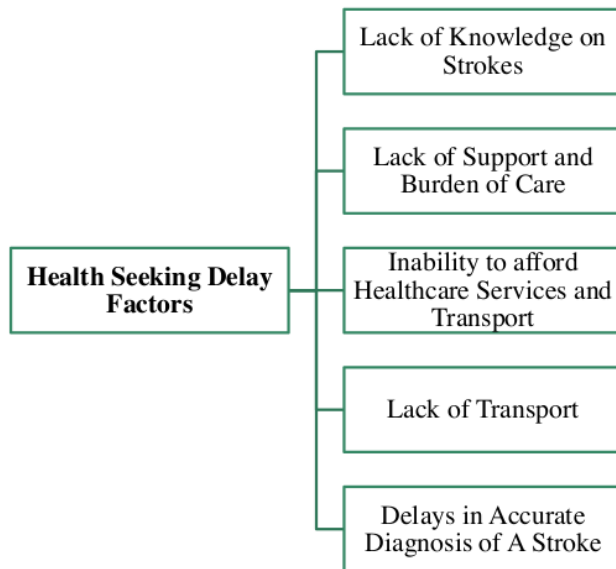 Lack of Knowledge on
Strokes
Lack of Support and
Burden of Care
Health Seeking Delay
Factors
Inability to afford
Healthcare Services and
Transport
Lack of Transport
Delays in Accurate
Diagnosis of A Stroke